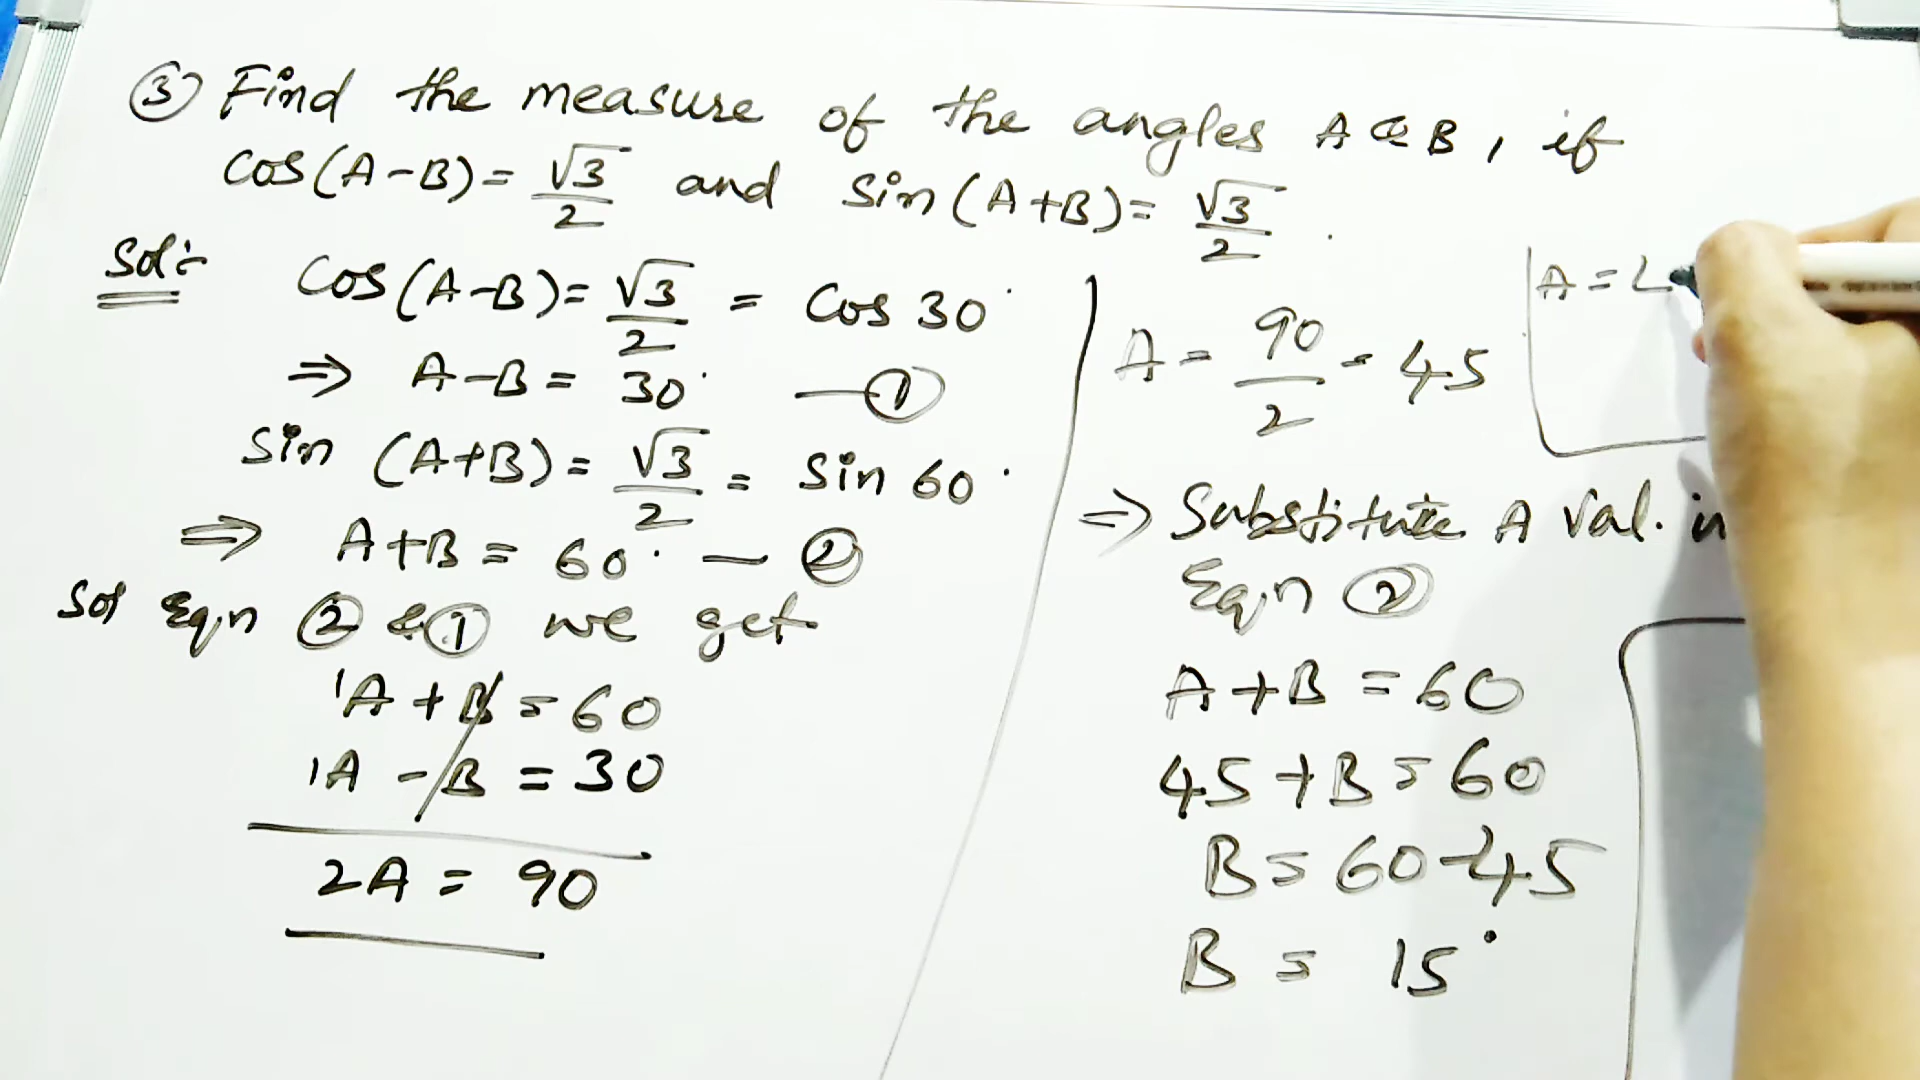 ③ Find the measure of the angles A & B, if
cos(A-B)= √3/2 and sin(A+B)= √3/2.
Sol:-
Cos(A-B)= √3/2 = Cos 30°
⇒ A-B = 30° —①
Sin (A+B)= √3/2 = Sin 60°
⇒ A+B = 60° — ②
Sol Eqn ② & ① we get
1A + B = 60
1A - B = 30
2A = 90
A = 90/2 = 45
⇒ Substitute A val. in
Eqn ②
A+B = 60
45 + B = 60
B = 60-45
B = 15°
A =